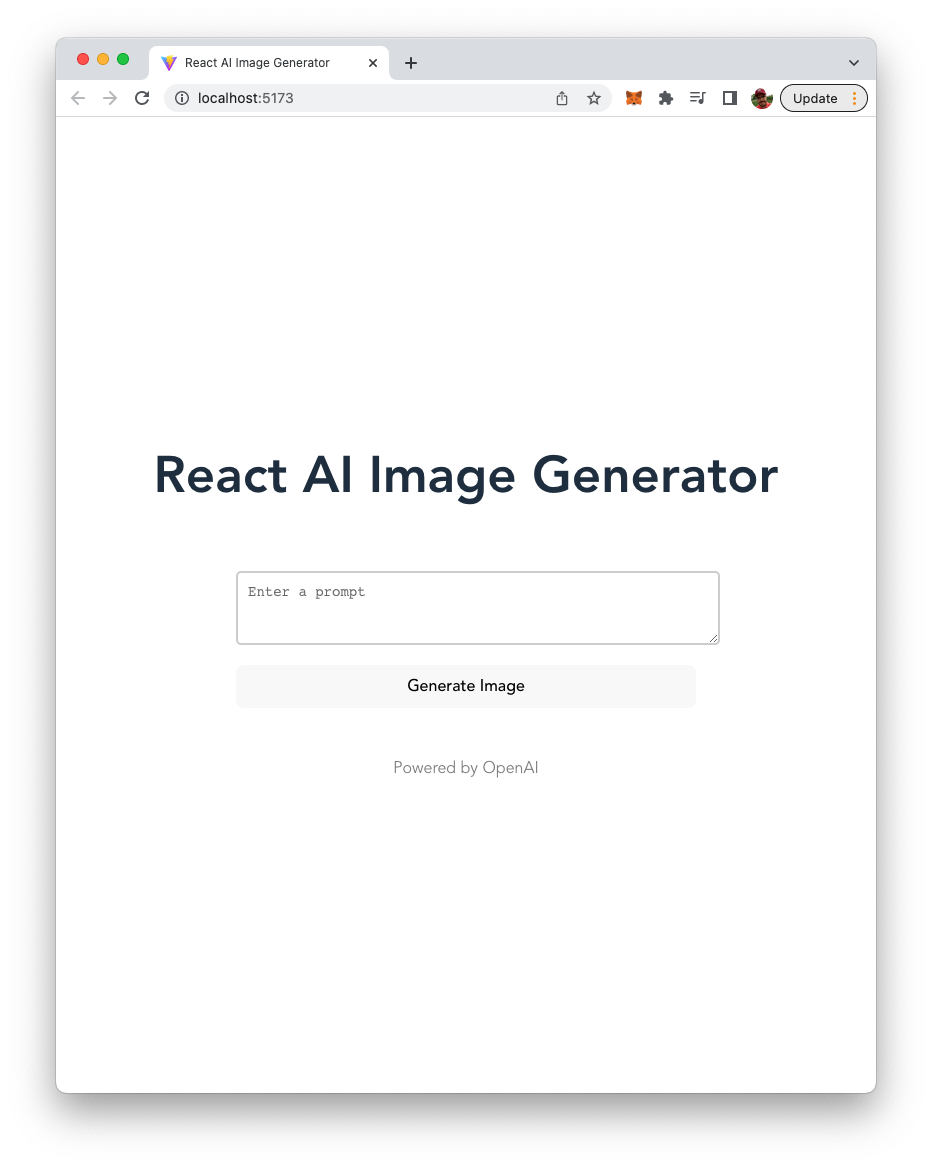 React AI Image Generator
localhost:5173
Update
React AI Image Generator
Enter a prompt
Generate Image
Powered by OpenAI